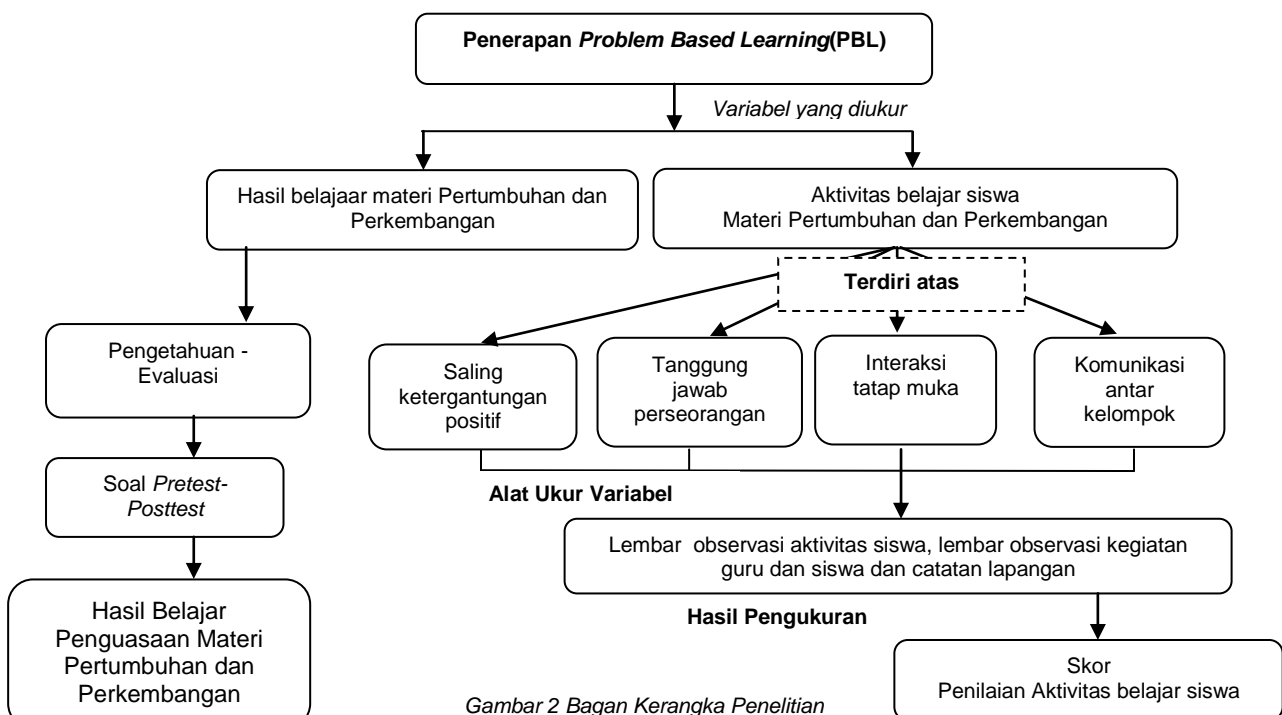 Penerapan Problem Based Learning(PBL)
Variabel yang diukur
Hasil belajaar materi Pertumbuhan dan
Perkembangan
Aktivitas belajar siswa
Materi Pertumbuhan dan Perkembangan
Terdiri atas
Pengetahuan -
Evaluasi
Saling
ketergantungan
positif
Tanggung
jawab
perseorangan
Interaksi
tatap muka
Komunikasi
antar
kelompok
Soal Pretest-
Posttest
Alat Ukur Variabel
Lembar observasi aktivitas siswa, lembar observasi kegiatan
guru dan siswa dan catatan lapangan
Hasil Belajar
Penguasaan Materi
Pertumbuhan dan
Perkembangan
Hasil Pengukuran
Skor
Penilaian Aktivitas belajar siswa
Gambar 2 Bagan Kerangka Penelitian